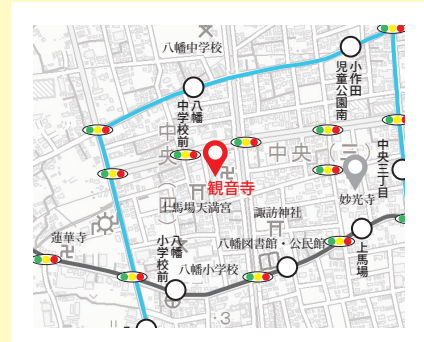 八幡中学校
小作田
児童公園南
八幡
中学校前
中央(三)
中央三丁目
観音寺
妙光寺
上馬場天満宮
諏訪神社
蓮華寺
八幡
小学校前
八幡図書館・公民館
上馬場
八幡小学校
・3